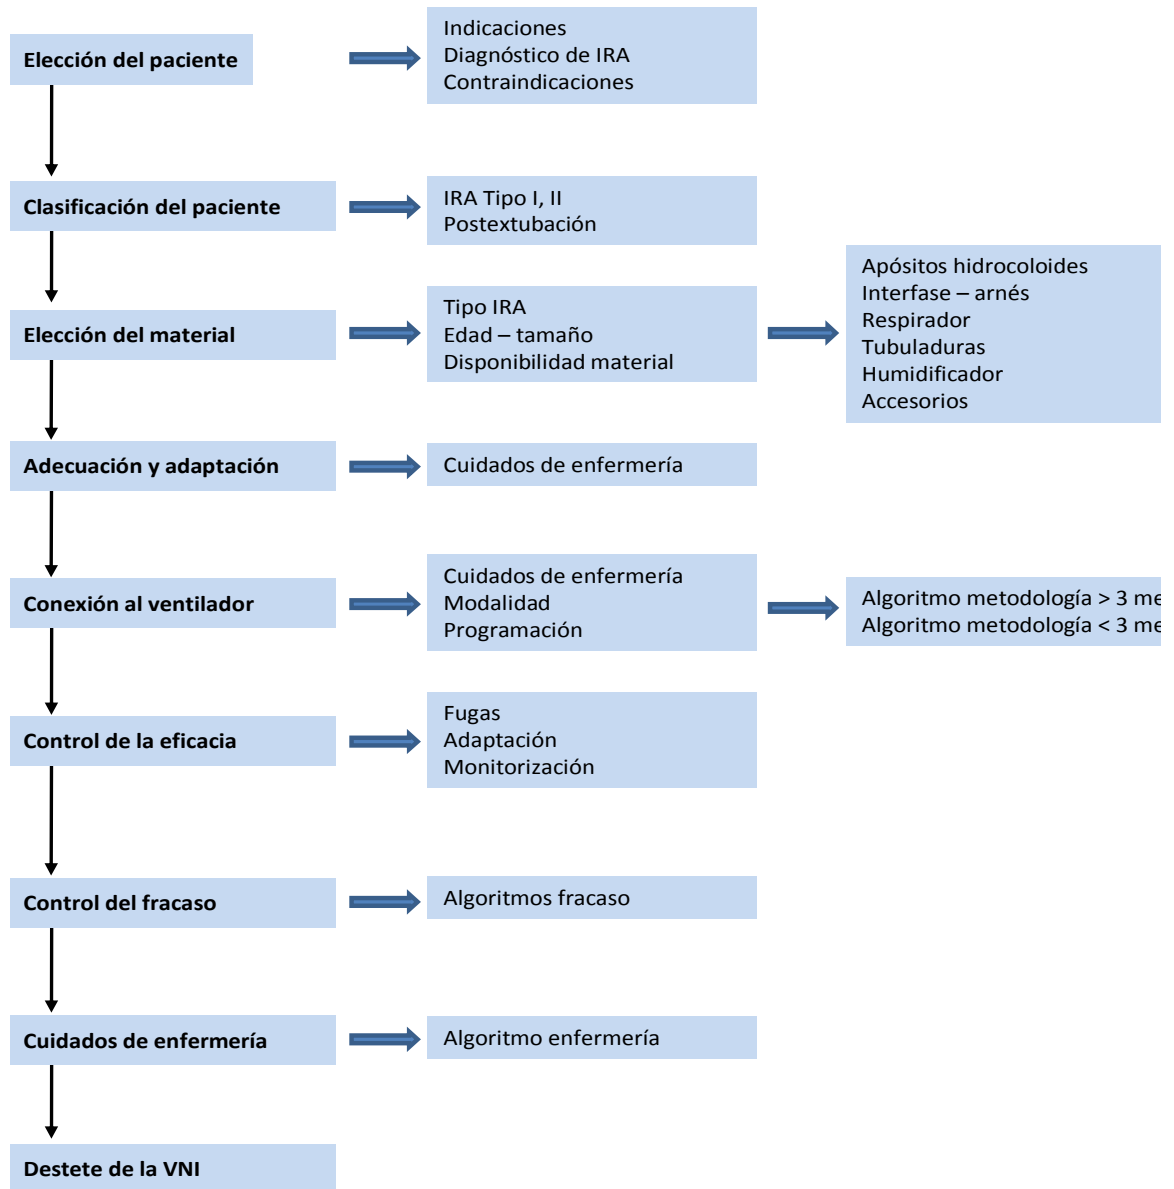 Elección del paciente
Indicaciones
Diagnóstico de IRA
Contraindicaciones
Clasificación del paciente
IRA Tipo I, II
Postextubación
Elección del material
Tipo IRA
Edad – tamaño
Disponibilidad material
Apósitos hidrocoloides
Interfase – arnés
Respirador
Tubuladuras
Humidificador
Accesorios
Adecuación y adaptación
Cuidados de enfermería
Conexión al ventilador
Cuidados de enfermería
Modalidad
Programación
Algoritmo metodología > 3 me
Algoritmo metodología < 3 me
Control de la eficacia
Fugas
Adaptación
Monitorización
Control del fracaso
Algoritmos fracaso
Cuidados de enfermería
Algoritmo enfermería
Destete de la VNI